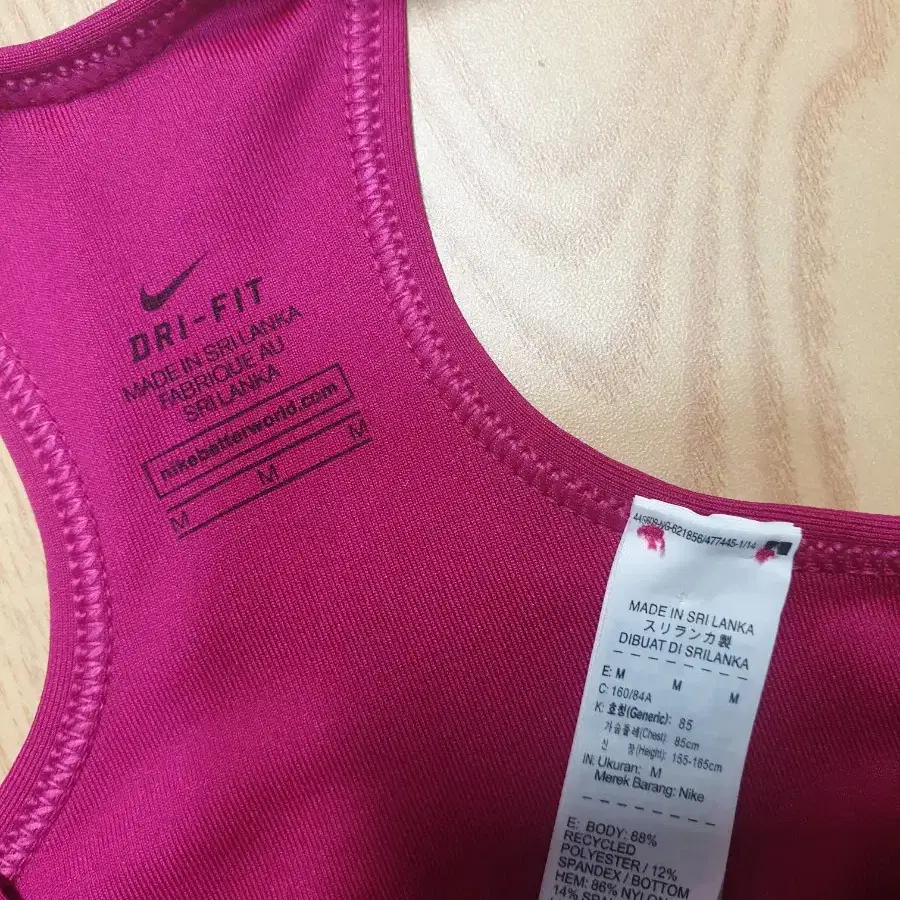 DRI-FIT
MADE IN SRI LANKA
FABRIQUE AU
SRI LANKA
nikebetterworld.com
M M M
MADE IN SRI LANKA
スリランカ製
DIBUAT DI SRILANKA
E: M M M
C: 160/84A
K: 호칭(Generic): 85
가슴둘레(Chest): 85cm
신 장(Height): 155-165cm
IN: Ukuran: M
Merek Barang: Nike
E: BODY: 88%
RECYCLED
POLYESTER / 12%
SPANDEX / BOTTOM
HEM: 86% NYLON